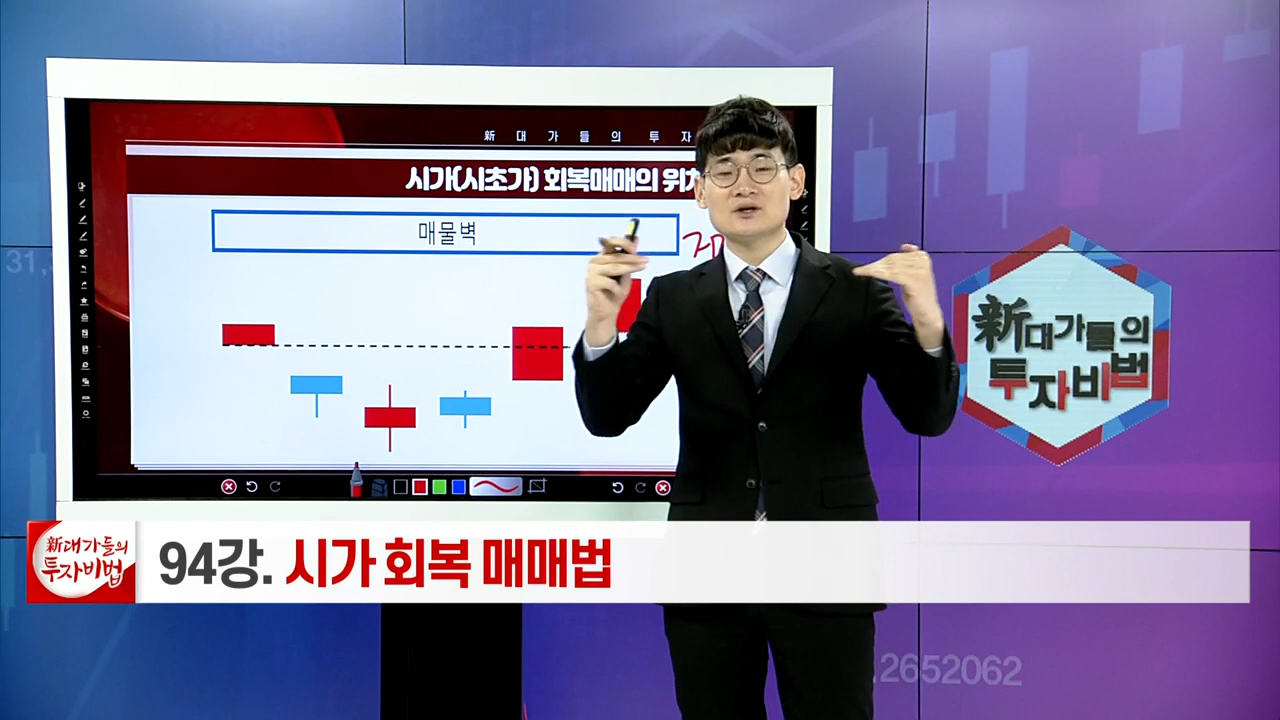 新 대 가 들 의 투 자
시가(시초가) 회복매매의 위치
매물벽
31,
新대가들의
투자비법
新대가들의
투자비법
94강. 시가 회복 매매법
.2652062